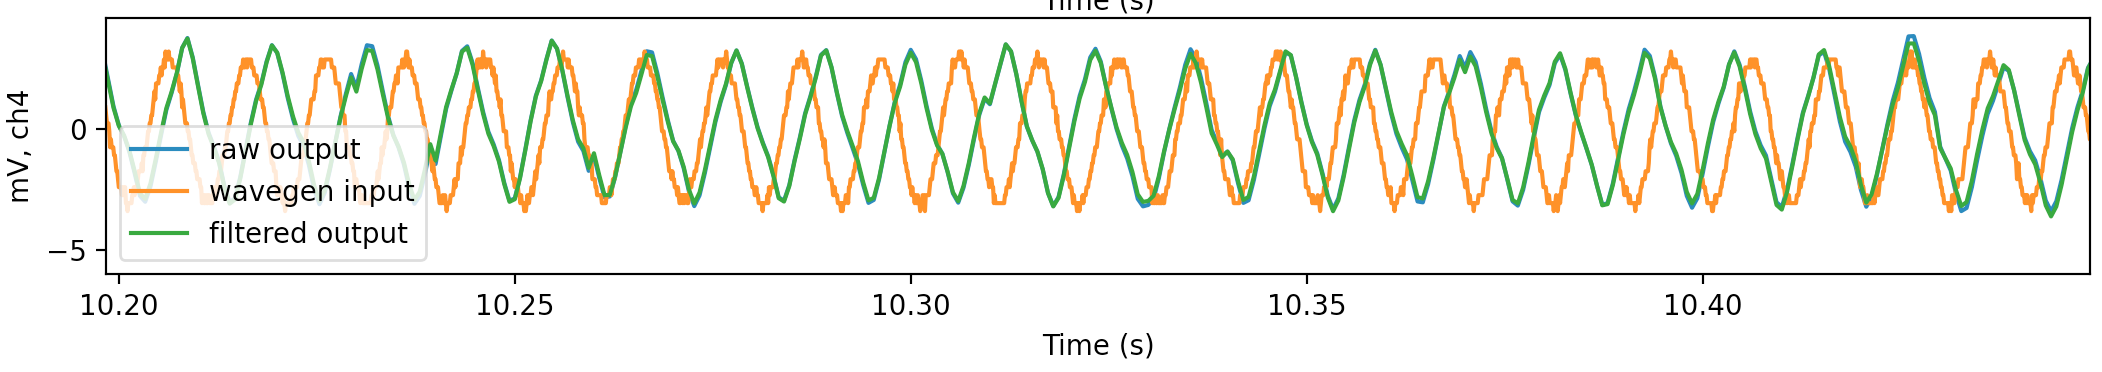 Time (s)
mV, ch4
0
−5
raw output
wavegen input
filtered output
10.20 10.25 10.30 10.35 10.40
Time (s)